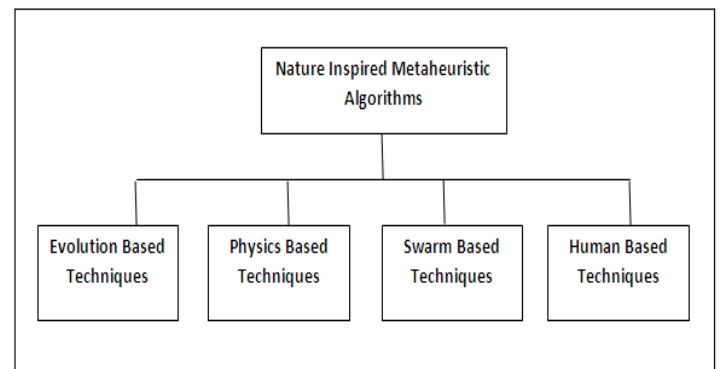 Nature Inspired Metaheuristic
Algorithms
Evolution Based
Techniques
Physics Based
Techniques
Swarm Based
Techniques
Human Based
Techniques